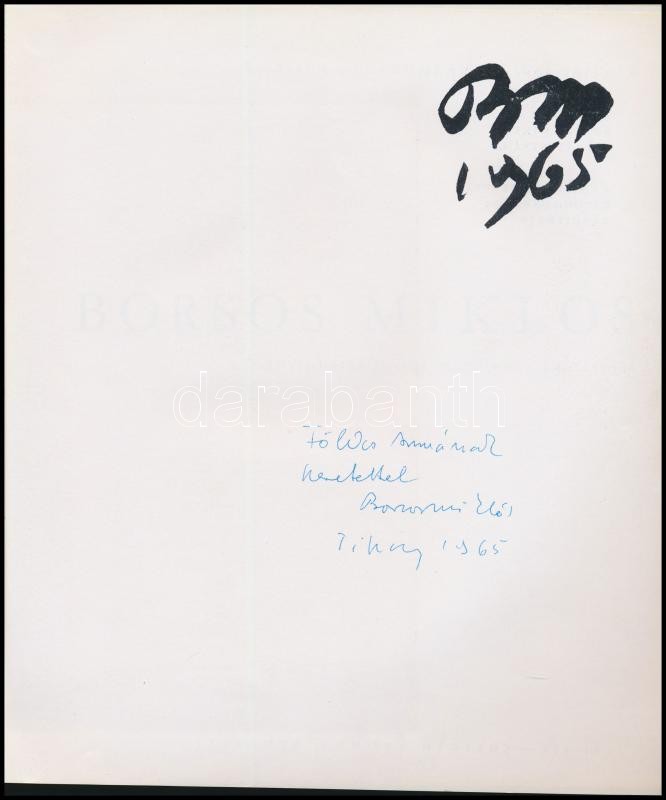 BM
1965
BORSOS MIKLÓS
darabanth
Földes Annának
szeretettel
Borsos Miklós
Tihany 1965